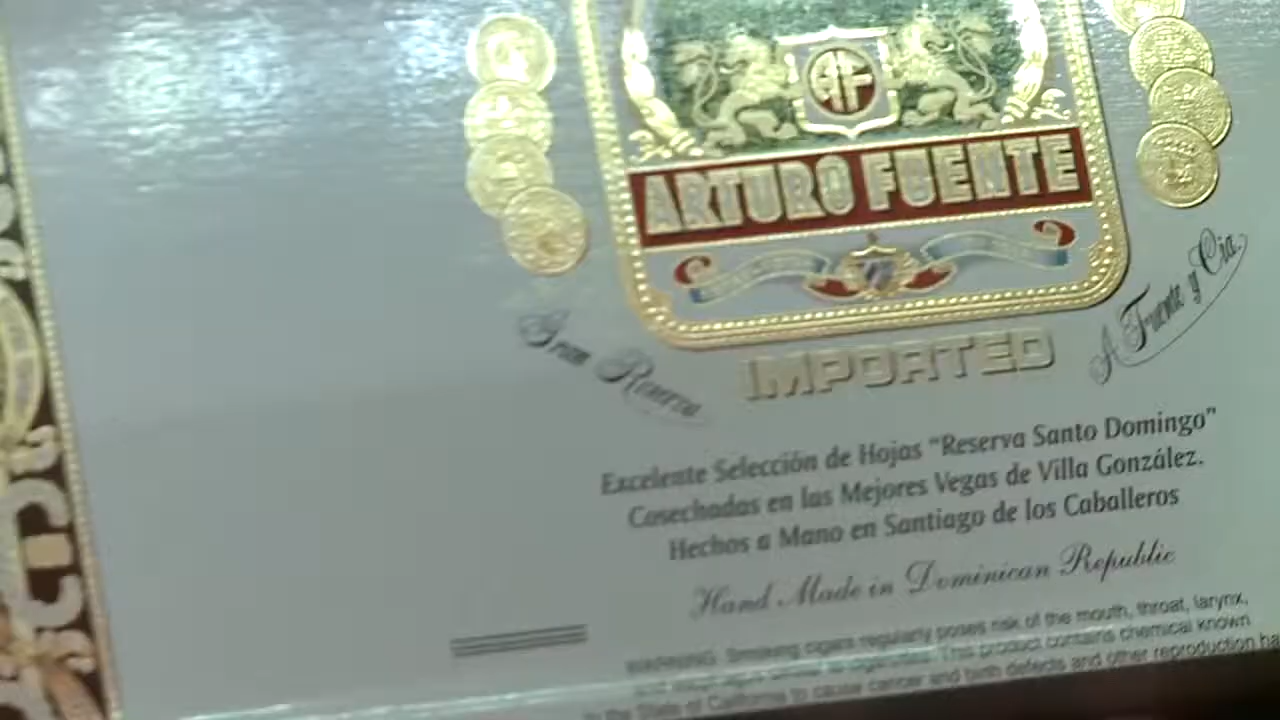 AF
ARTURO FUENTE
Gran Reserva
A Fuente y Cia.
IMPORTED
Excelente Selección de Hojas “Reserva Santo Domingo”
Cosechadas en las Mejores Vegas de Villa González.
Hechos a Mano en Santiago de los Caballeros
Hand Made in Dominican Republic
WARNING: Smoking cigars regularly poses risk of the mouth, throat, larynx,
to cigarettes. This product contains chemical known
to the State of California to cause cancer and birth defects and other reproduction